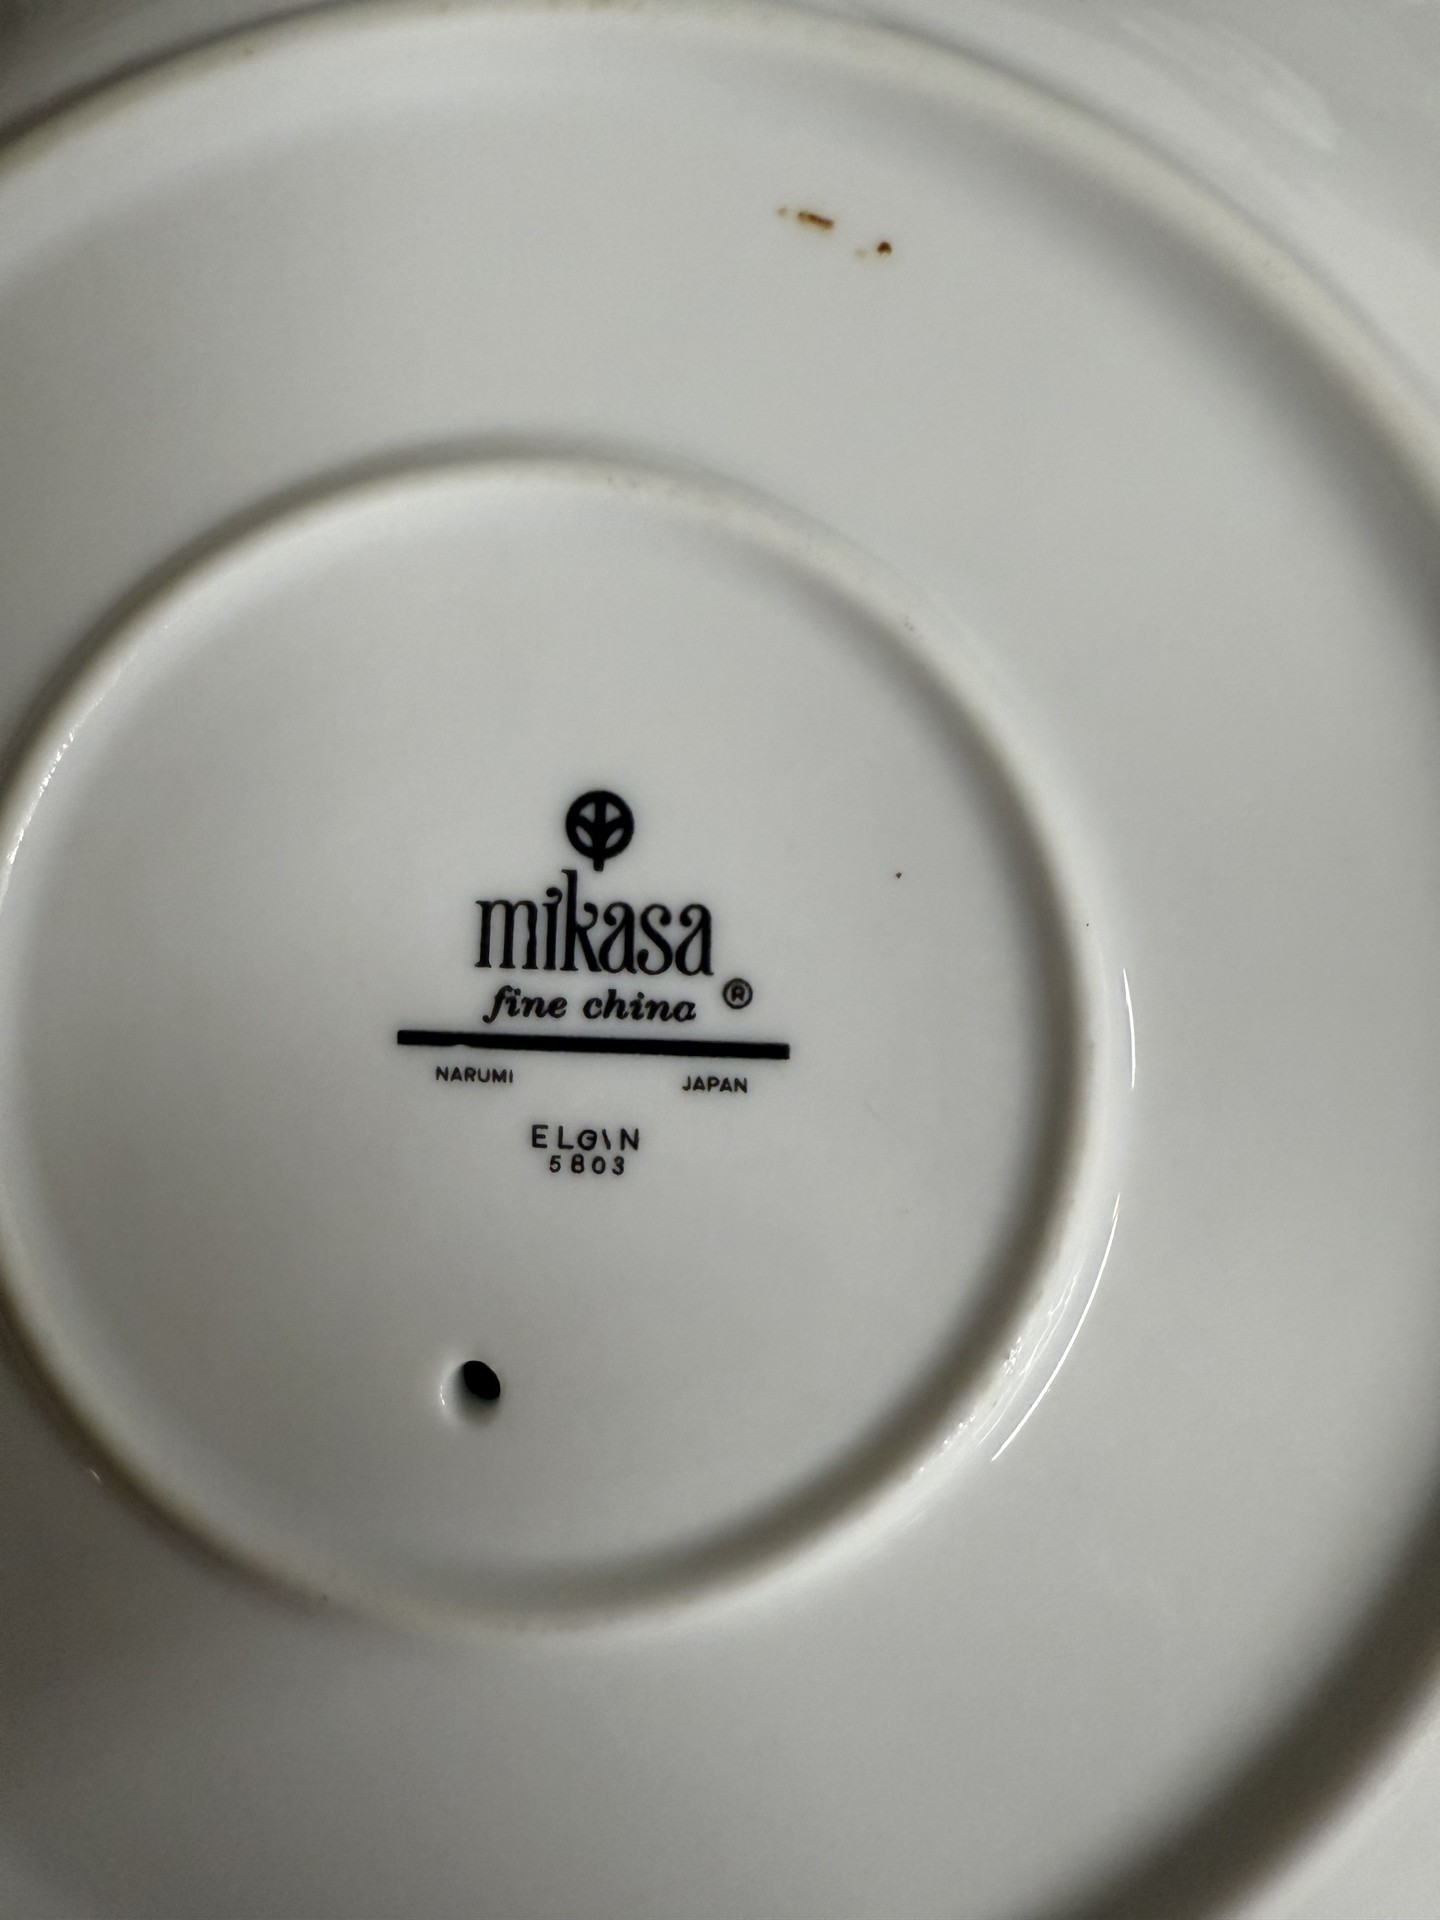 mikasa
fine china ®
NARUMI JAPAN
ELGIN
5803